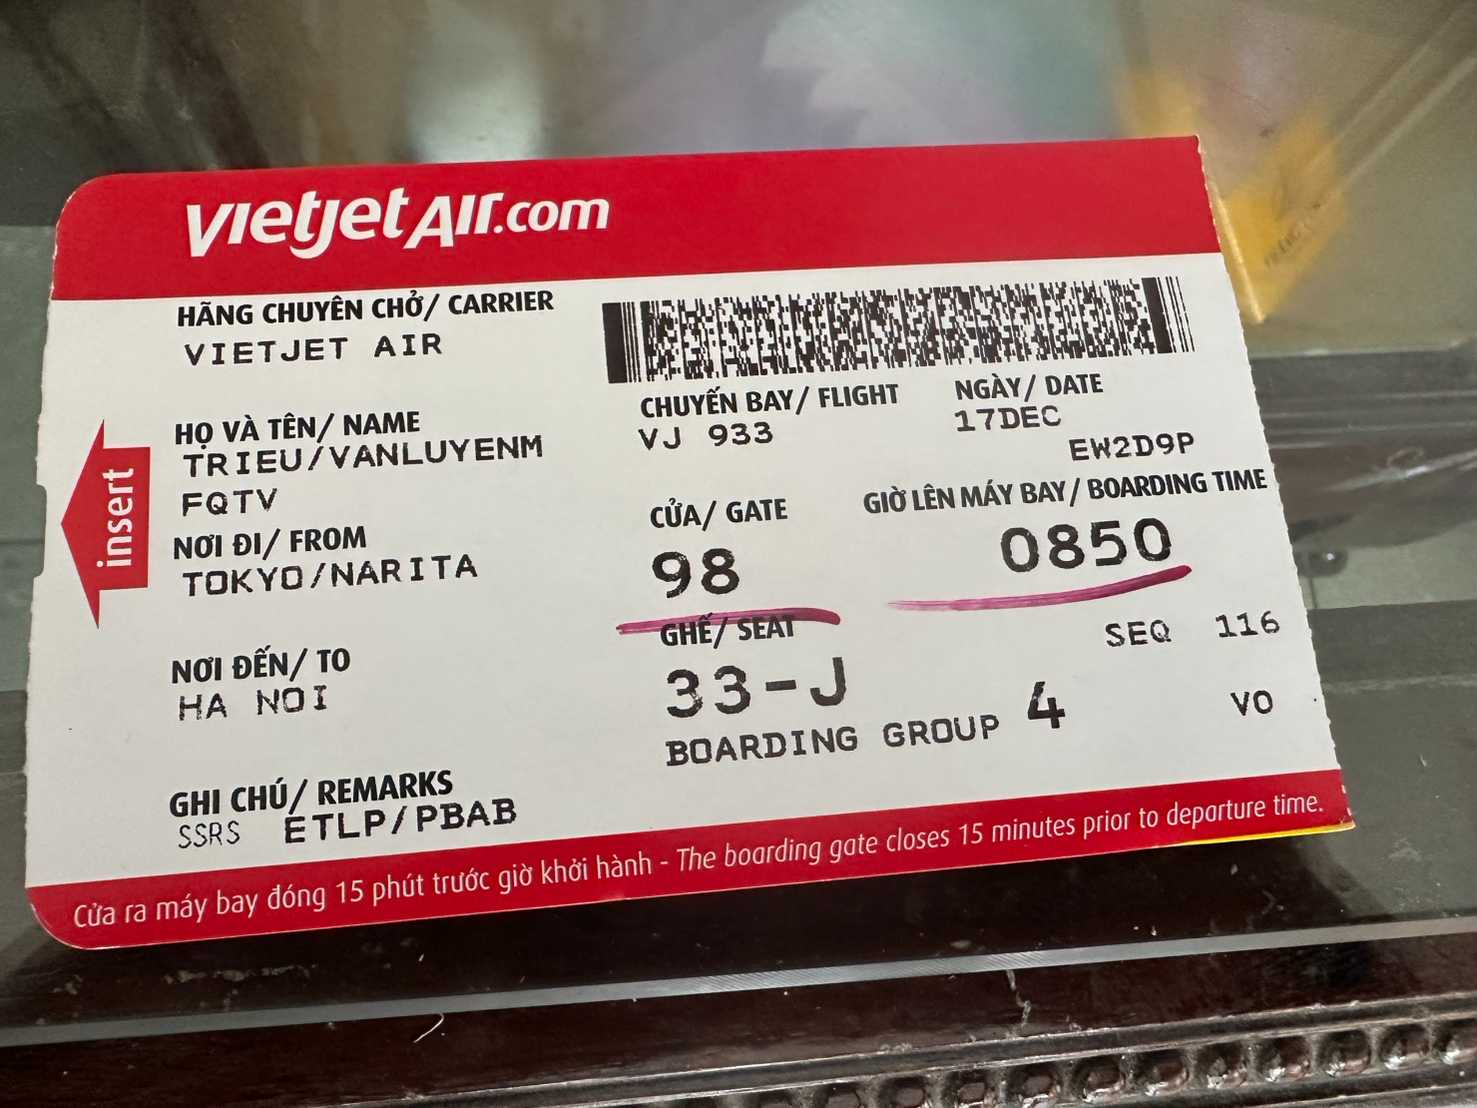 vietjet Air.com
HÃNG CHUYÊN CHỞ/ CARRIER
VIETJET AIR
HỌ VÀ TÊN/ NAME
TRIEU/VANLUYENM
FQTV
NƠI ĐI/ FROM
TOKYO/NARITA
NƠI ĐẾN/ TO
HA NOI
GHI CHÚ/ REMARKS
SSRS ETLP/PBAB
insert
CHUYẾN BAY/ FLIGHT
VJ 933
NGÀY/ DATE
17DEC
EW2D9P
CỬA/ GATE
98
GIỜ LÊN MÁY BAY/ BOARDING TIME
0850
GHẾ/ SEAT
33-J
SEQ 116
BOARDING GROUP 4
VO
Cửa ra máy bay đóng 15 phút trước giờ khởi hành - The boarding gate closes 15 minutes prior to departure time.